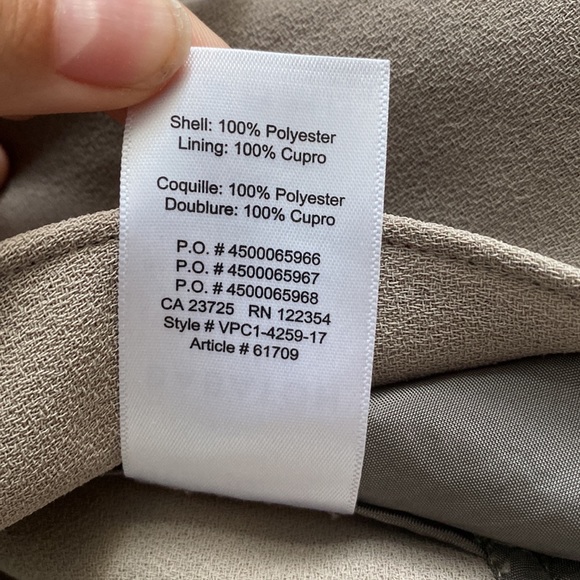 Shell: 100% Polyester
Lining: 100% Cupro
Coquille: 100% Polyester
Doublure: 100% Cupro
P.O. # 4500065966
P.O. # 4500065967
P.O. # 4500065968
CA 23725 RN 122354
Style # VPC1-4259-17
Article # 61709